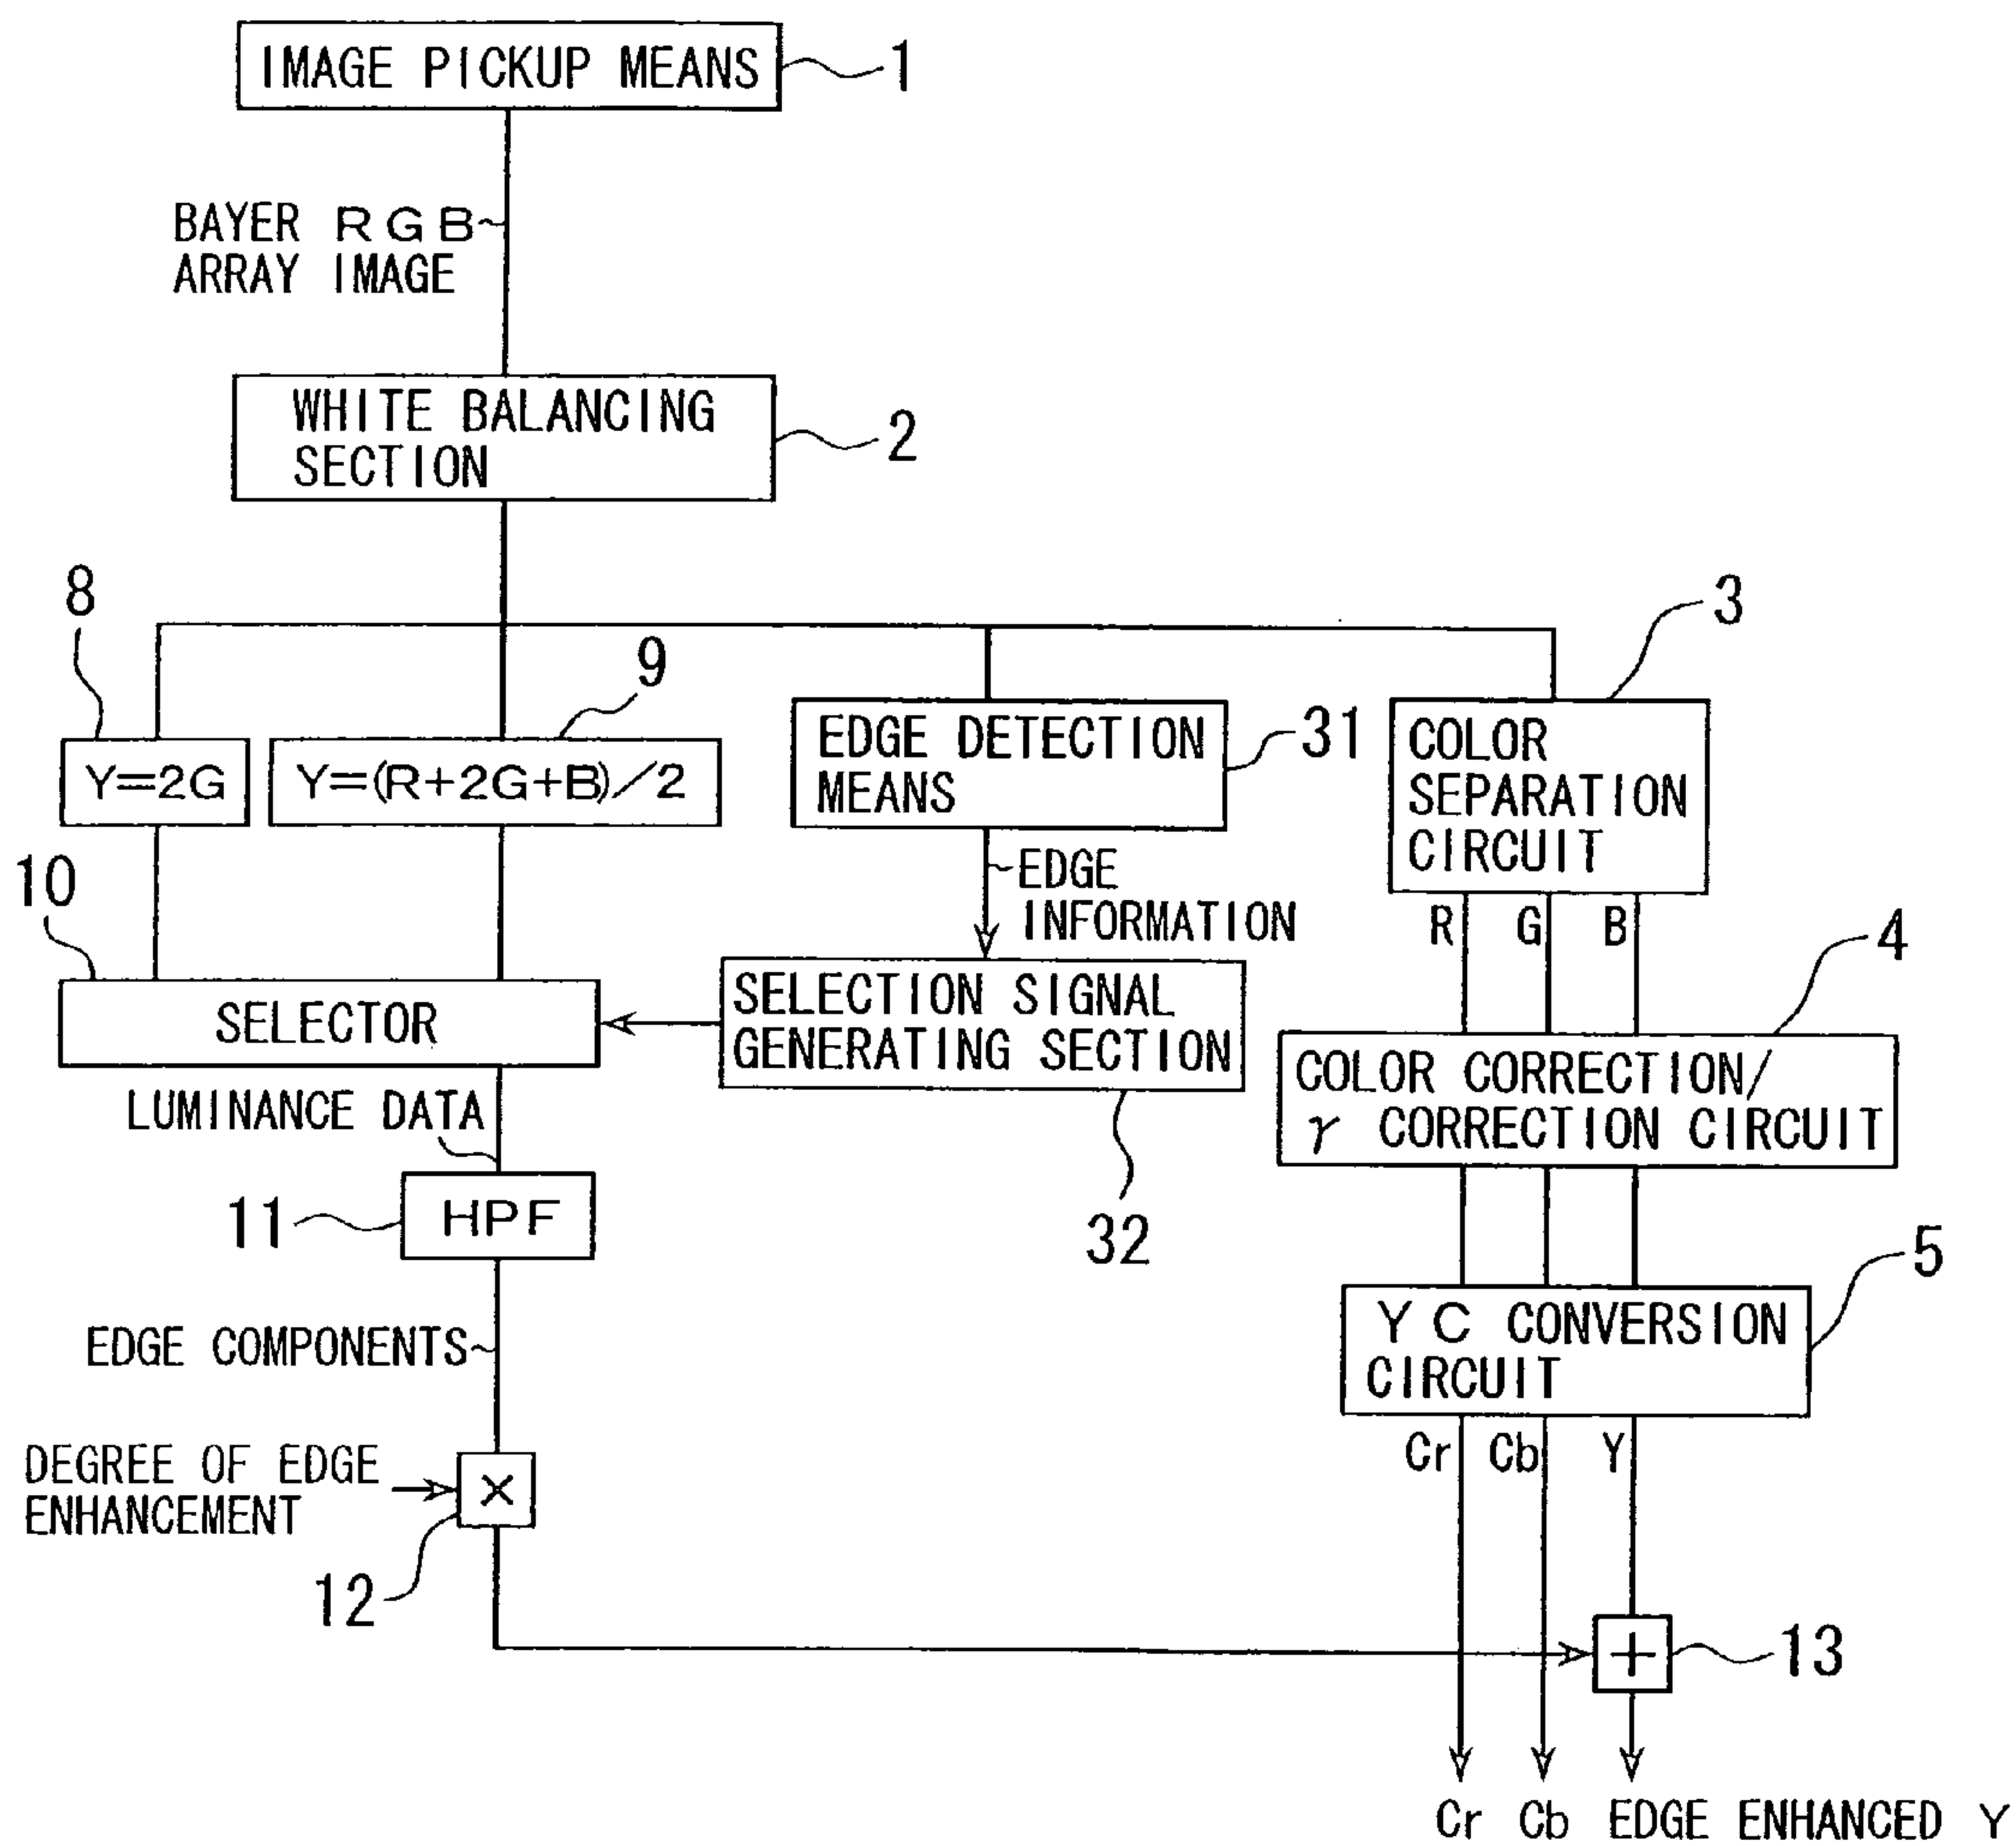 IMAGE PICKUP MEANS
1
BAYER RGB
ARRAY IMAGE
WHITE BALANCING
SECTION
2
8
9
3
Y=2G
Y=(R+2G+B)/2
EDGE DETECTION
MEANS
31
COLOR
SEPARATION
CIRCUIT
10
EDGE
INFORMATION
R
G
B
4
SELECTOR
SELECTION SIGNAL
GENERATING SECTION
32
COLOR CORRECTION/
γ CORRECTION CIRCUIT
LUMINANCE DATA
11
HPF
5
YC CONVERSION
CIRCUIT
EDGE COMPONENTS
Cr
Cb
Y
DEGREE OF EDGE
ENHANCEMENT
×
12
+
13
Cr
Cb
EDGE ENHANCED Y